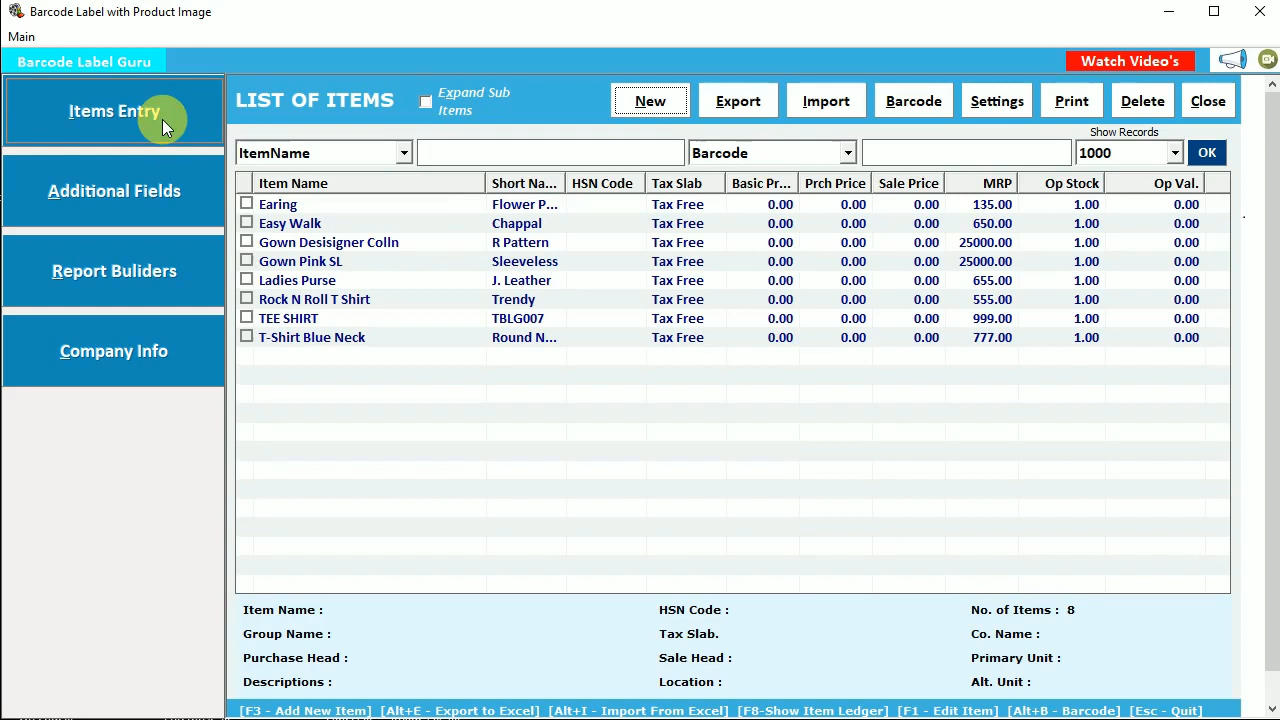 Barcode Label with Product Image
Main
Barcode Label Guru
Watch Video's
Items Entry
Additional Fields
Report Buliders
Company Info
LIST OF ITEMS
Expand Sub
Items
New Export Import Barcode Settings Print Delete Close
Show Records
ItemName Barcode 1000 OK
Item Name Short Na... HSN Code Tax Slab Basic Pr... Prch Price Sale Price MRP Op Stock Op Val.
Earing Flower P... Tax Free 0.00 0.00 0.00 135.00 1.00 0.00
Easy Walk Chappal Tax Free 0.00 0.00 0.00 650.00 1.00 0.00
Gown Desisigner Colln R Pattern Tax Free 0.00 0.00 0.00 25000.00 1.00 0.00
Gown Pink SL Sleeveless Tax Free 0.00 0.00 0.00 25000.00 1.00 0.00
Ladies Purse J. Leather Tax Free 0.00 0.00 0.00 655.00 1.00 0.00
Rock N Roll T Shirt Trendy Tax Free 0.00 0.00 0.00 555.00 1.00 0.00
TEE SHIRT TBLG007 Tax Free 0.00 0.00 0.00 999.00 1.00 0.00
T-Shirt Blue Neck Round N... Tax Free 0.00 0.00 0.00 777.00 1.00 0.00
Item Name : HSN Code : No. of Items : 8
Group Name : Tax Slab. Co. Name :
Purchase Head : Sale Head : Primary Unit :
Descriptions : Location : Alt. Unit :
[F3 - Add New Item] [Alt+E - Export to Excel] [Alt+I - Import From Excel] [F8-Show Item Ledger] [F1 - Edit Item] [Alt+B - Barcode] [Esc - Quit]